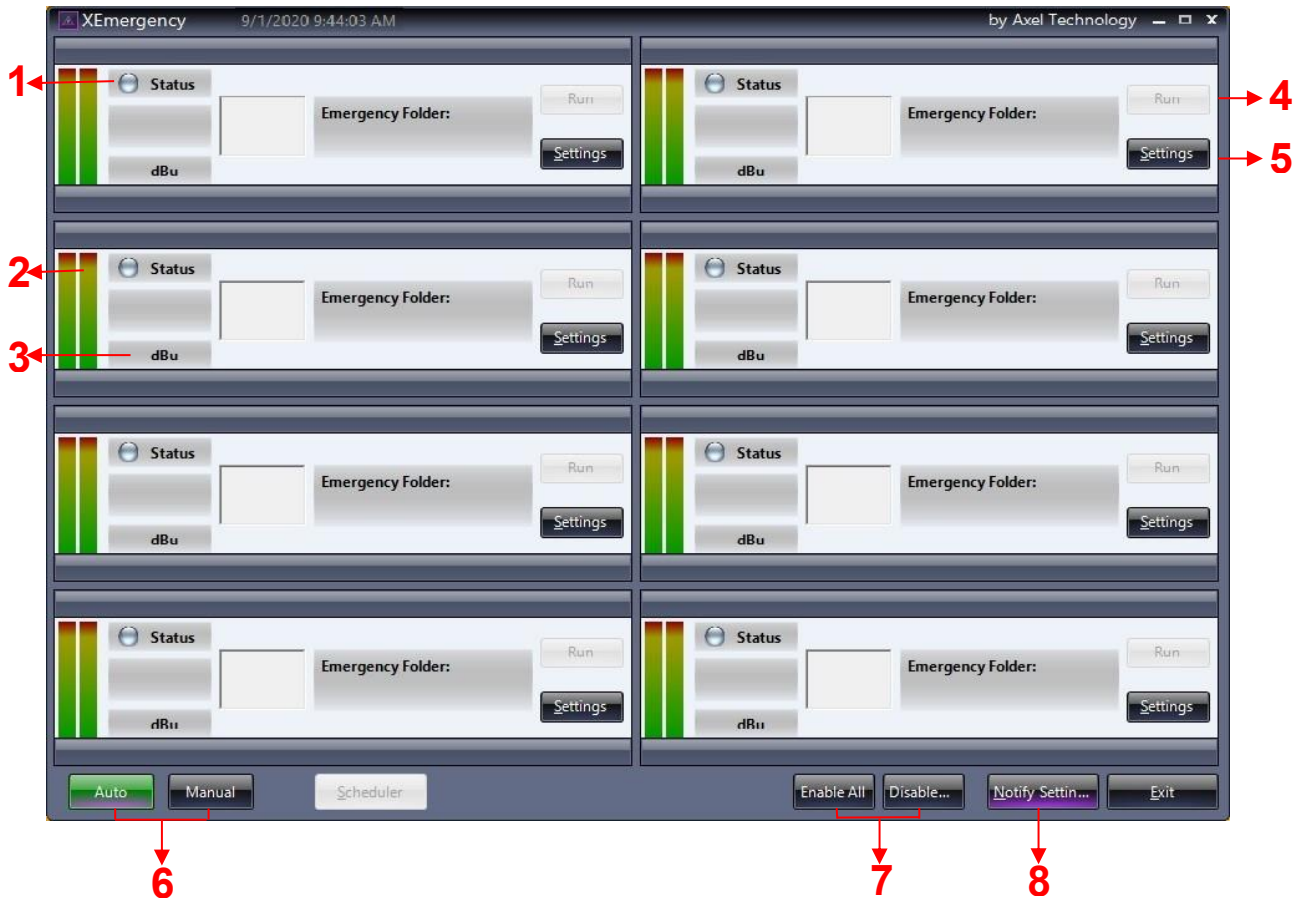 XEmergency 9/1/2020 9:44:03 AM by Axel Technology
1 Status Run Status Run 4
Emergency Folder: Emergency Folder:
Settings Settings 5
dBu dBu
2 Status Run Status Run
Emergency Folder: Emergency Folder:
Settings Settings
3 dBu dBu
Status Run Status Run
Emergency Folder: Emergency Folder:
Settings Settings
dBu dBu
Status Run Status Run
Emergency Folder: Emergency Folder:
Settings Settings
dBu dBu
Auto Manual Scheduler Enable All Disable... Notify Settin... Exit
6 7 8